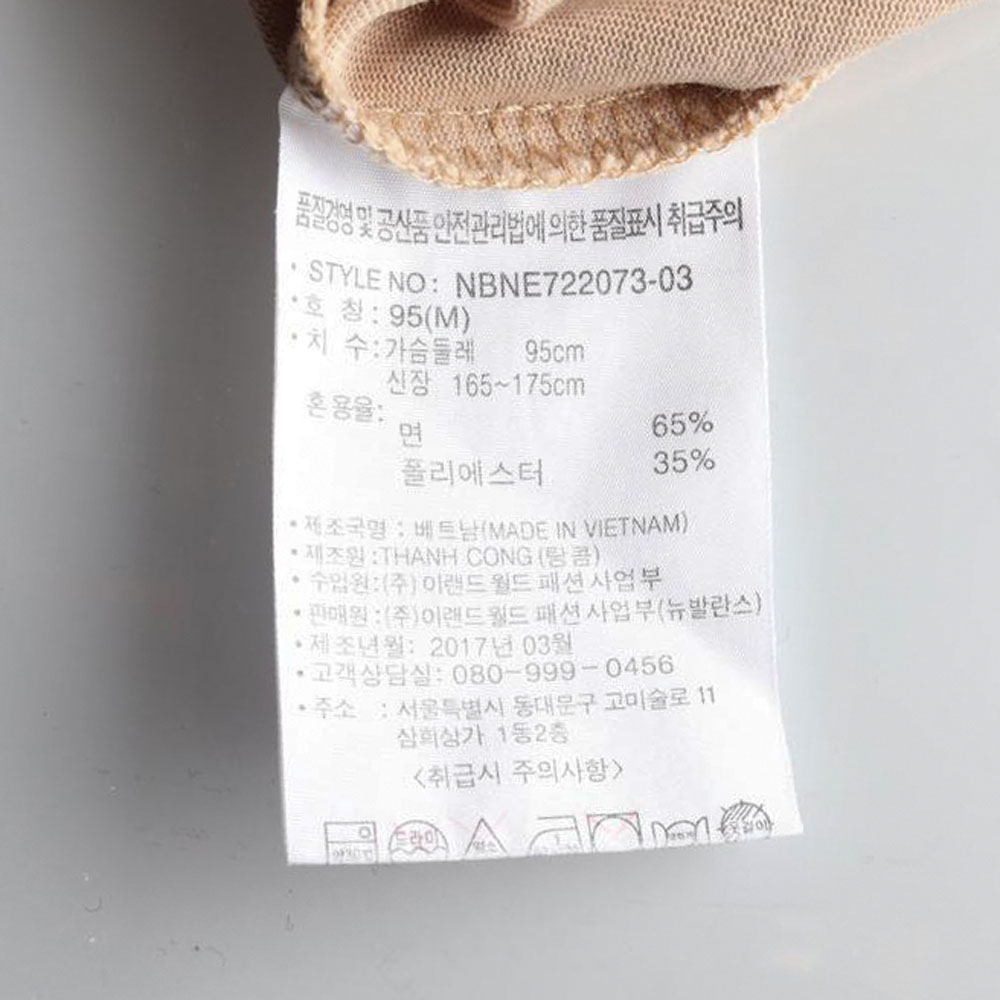 품질경영 및 공산품 안전관리법에 의한 품질표시 취급주의
• STYLE NO : NBNE722073-03
• 호 칭 : 95(M)
• 치 수 : 가슴둘레 95cm
신장 165~175cm
혼용율:
면 65%
폴리에스터 35%
• 제조국명 : 베트남(MADE IN VIETNAM)
• 제조원 : THANH CONG (탕콤)
• 수입원 : (주) 이랜드월드 패션사업부
• 판매원 : (주)이랜드월드 패션사업부(뉴발란스)
• 제조년월: 2017년 03월
• 고객상담실: 080-999-0456
• 주소 : 서울특별시 동대문구 고미술로 11
삼희상가 1동2층
<취급시 주의사항>
드라이 옷걸이